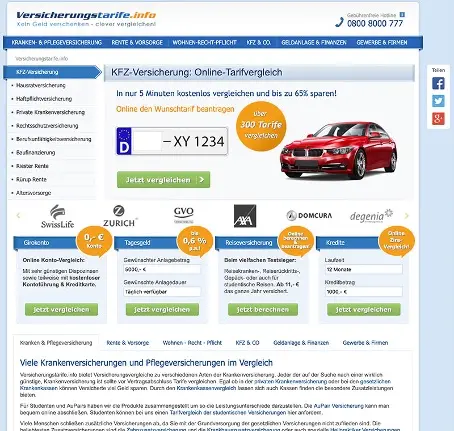 Versicherungstarife.info
Kein Geld verschenken - clever vergleichen!
Gebührenfreie Hotline
0800 8000 777
KRANKEN- & PFLEGEVERSICHERUNG RENTE & VORSORGE WOHNEN-RECHT-PFLICHT KFZ & CO. GELDANLAGE & FINANZEN GEWERBE & FIRMEN
Versicherungstarife.info
Teilen
KFZ-Versicherung
Hausratversicherung
Haftpflichtversicherung
Private Krankenversicherung
Rechtsschutzversicherung
Berufsunfähigkeitsversicherung
Baufinanzierung
Riester Rente
Rürup Rente
Altersvorsorge
KFZ-Versicherung: Online-Tarifvergleich
In nur 5 Minuten kostenlos vergleichen und bis zu 65% sparen!
Online den Wunschtarif beantragen
über
300 Tarife
vergleichen
D
XY 1234
Jetzt vergleichen
SwissLife
ZURICH
GVO
AXA
DOMCURA
degenia
Girokonto
0,- €
Konto
Online Konto-Vergleich:
Mit sehr günstigen Dispozinsen
sowie teilweise mit kostenloser
Kontoführung & Kreditkarte.
jetzt vergleichen
Tagesgeld
bis
0,6 %
p.a.!
Gewünschter Anlagebetrag
5000,- €
Gewünschte Anlagedauer
Täglich verfügbar
jetzt vergleichen
Reiseversicherung
Online
berechnen
&
beantragen!
Beim vielfachen Testsieger:
Reisekranken-, Reiserücktritts-,
Gepäck- oder auch für
studentische Reisen. Ab 11,- €
das ganze Jahr versichert.
jetzt berechnen
Kredite
Online
Zins-
Vergleich!
Laufzeit
12 Monate
Kreditbetrag
1000,- €
jetzt vergleichen
Kranken & Pflegeversicherung Rente & Vorsorge Wohnen - Recht - Pflicht KFZ & CO Geldanlage & Finanzen Gewerbe & Firmen
Viele Krankenversicherungen und Pflegeversicherungen im Vergleich
Versicherungstarife.info bietet Versicherungsvergleiche zu verschiedenen Arten der Krankenversicherung. Jeder der auf der Suche nach einer wirklich
günstige, Krankenversicherung ist sollte vor Vertragsabschluss Tarife vergleichen. Egal ob in der privaten Krankenversicherung oder bei den gesetzlichen
Krankenkassen können Versicherte viel Geld sparen. Durch den Krankenkassenvergleich lassen sich auch Kassen finden die besondere Zusatzleistungen
bieten.
Für Studenten und AuPairs haben wir die Produkte zusammengestellt um so die Leistungsunterschiede darzustellen. Die AuPair Versicherung kann man
bequem online abschließen. Studenten können bei uns einen Tarifvergleich der studentischen Versicherungen hier anfordern.
Viele Menschen schließen zusätzliche Versicherungen ab, da Sie mit der Grundversorgung der gesetzlichen Versicherungen nicht zufrieden sind. Die